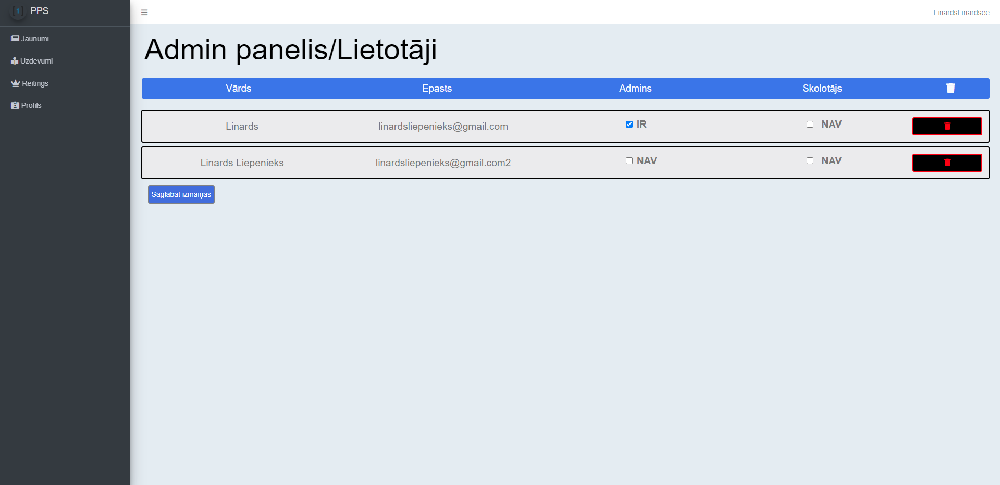 [1] PPS
LinardsLinardsee
Jaunumi
Uzdevumi
Reitings
Profils
Admin panelis/Lietotāji
Vārds Epasts Admins Skolotājs
Linards linardsliepenieks@gmail.com IR NAV
Linards Liepenieks linardsliepenieks@gmail.com2 NAV NAV
Saglabāt izmaiņas